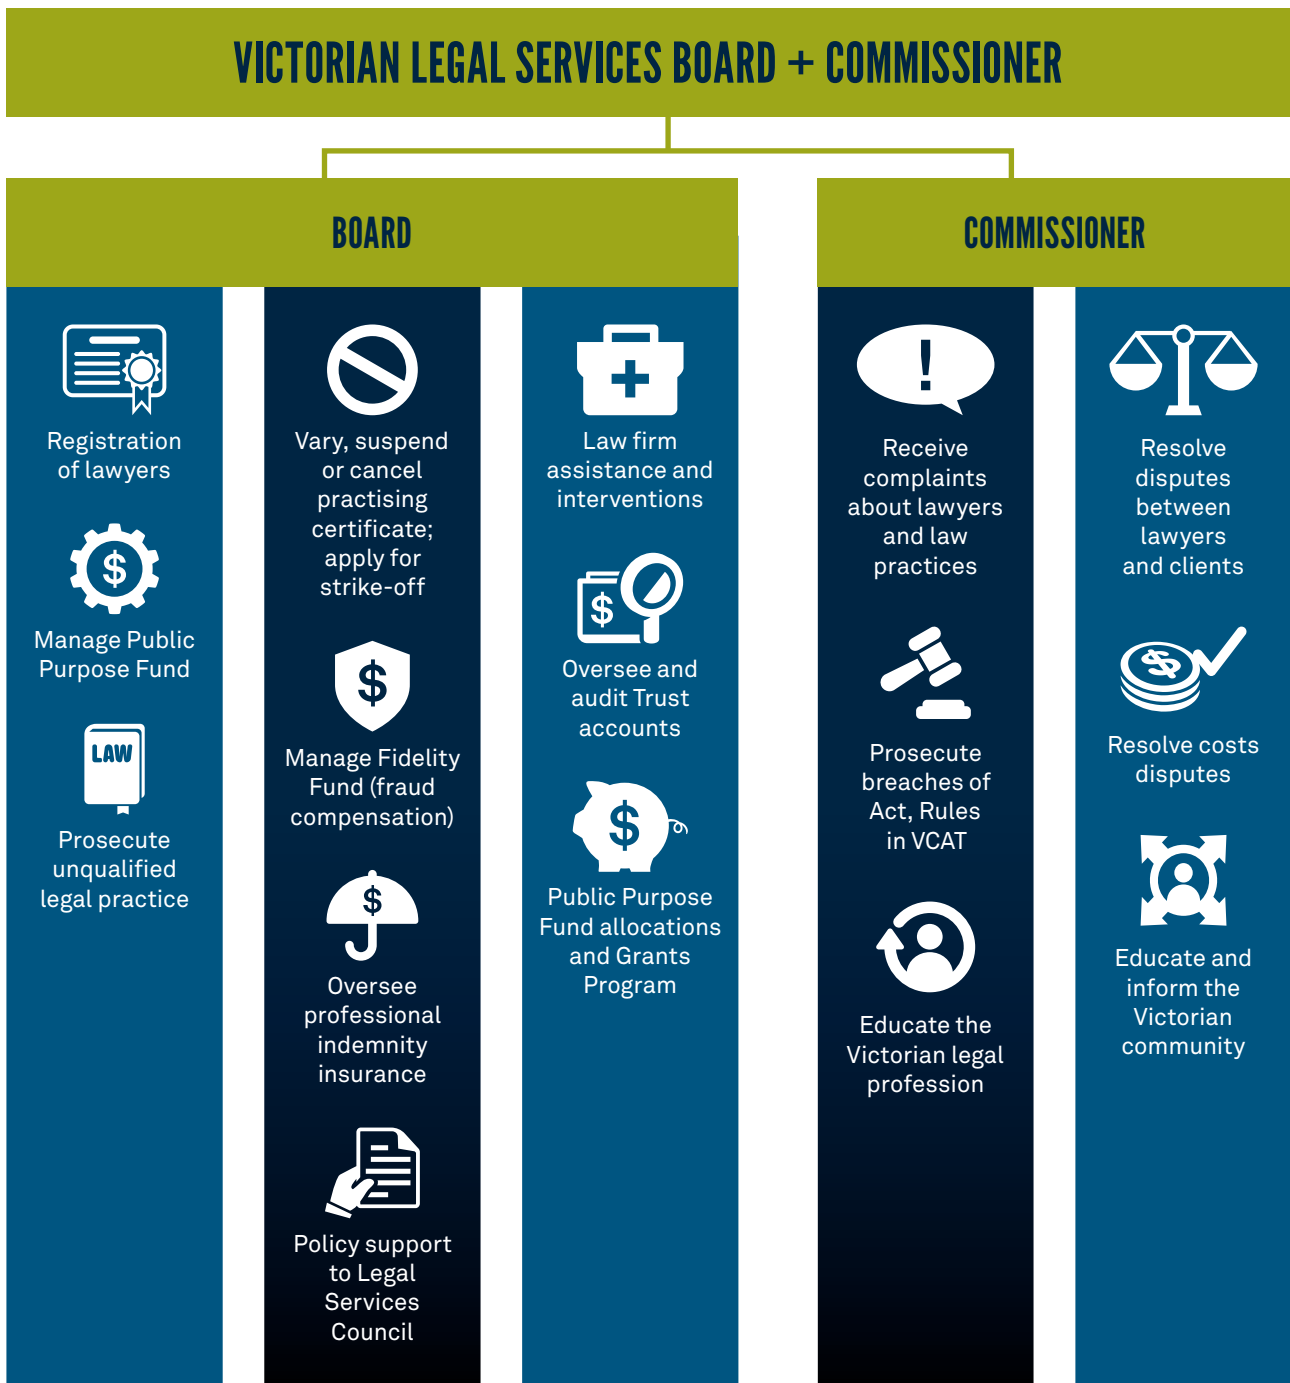 VICTORIAN LEGAL SERVICES BOARD + COMMISSIONER
BOARD
Registration
of lawyers
$
Manage Public
Purpose Fund
LAW
Prosecute
unqualified
legal practice
Vary, suspend
or cancel
practising
certificate;
apply for
strike-off
$
Manage Fidelity
Fund (fraud
compensation)
$
Oversee
professional
indemnity
insurance
Policy support
to Legal
Services
Council
Law firm
assistance and
interventions
$
Oversee and
audit Trust
accounts
$
Public Purpose
Fund allocations
and Grants
Program
COMMISSIONER
!
Receive
complaints
about lawyers
and law
practices
Prosecute
breaches of
Act, Rules
in VCAT
Educate the
Victorian legal
profession
Resolve
disputes
between
lawyers
and clients
$
Resolve costs
disputes
Educate and
inform the
Victorian
community